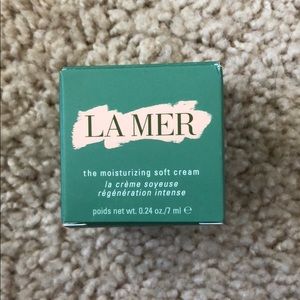 LA MER
the moisturizing soft cream
la crème soyeuse
régénération intense
poids net wt. 0.24 oz./7 ml ℮